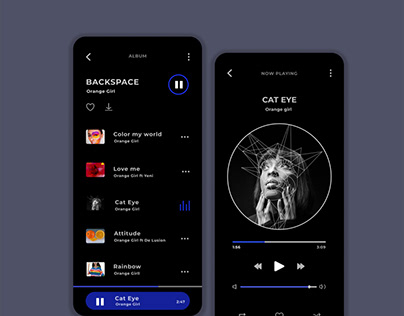 ALBUM
BACKSPACE
Orange Girl
Color my world
Orange Girl
Love me
Orange Girl ft Yeni
Cat Eye
Orange Girl
Attitude
Orange Girl ft De Lusion
Rainbow
Orange Girl
Cat Eye
Orange Girl
2:47
NOW PLAYING
CAT EYE
Orange girl
1:56
3:09